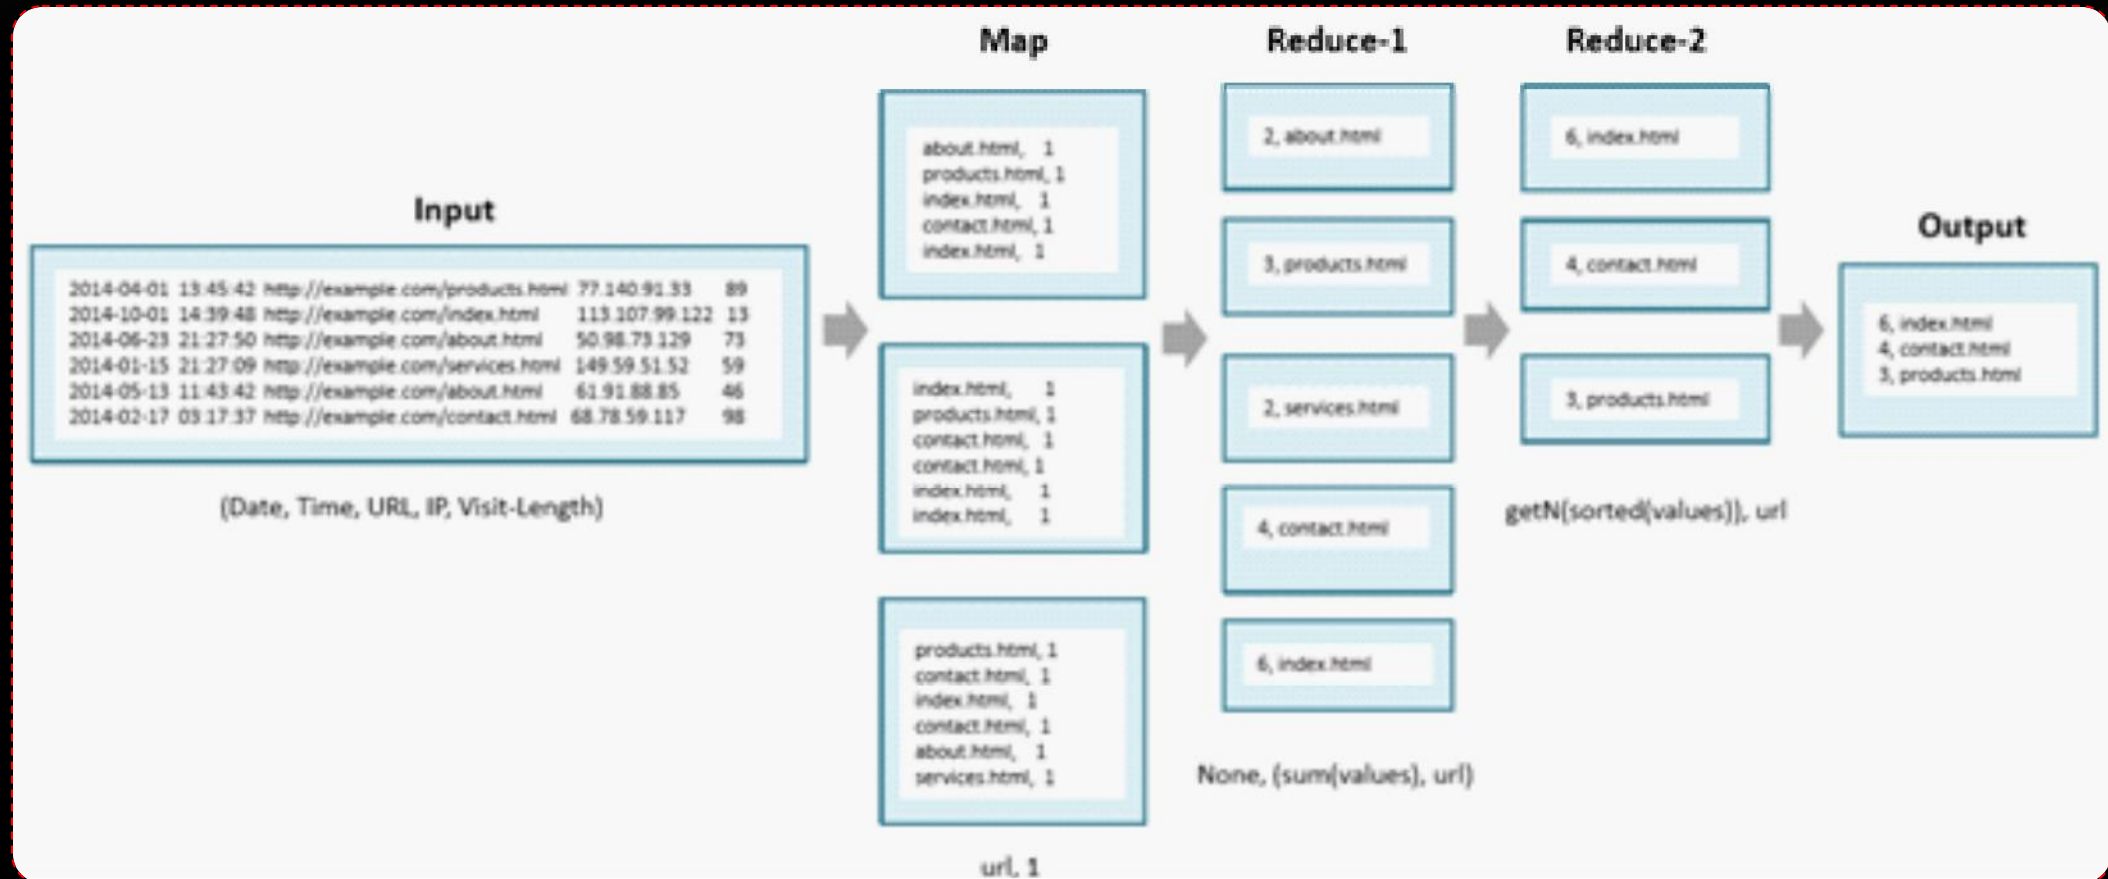 Input
2014-04-01 13:45:42 http://example.com/products.html 77.140.91.33 89
2014-10-01 14:39:48 http://example.com/index.html 113.107.99.122 13
2014-06-23 21:27:50 http://example.com/about.html 50.98.73.129 73
2014-01-15 21:27:09 http://example.com/services.html 149.59.51.52 59
2014-05-13 11:43:42 http://example.com/about.html 61.91.88.85 46
2014-02-17 03:17:37 http://example.com/contact.html 68.78.59.117 98
(Date, Time, URL, IP, Visit-Length)
Map
about.html, 1
products.html, 1
index.html, 1
contact.html, 1
index.html, 1
index.html, 1
products.html, 1
contact.html, 1
contact.html, 1
index.html, 1
index.html, 1
products.html, 1
contact.html, 1
index.html, 1
contact.html, 1
about.html, 1
services.html, 1
url, 1
Reduce-1
2, about.html
3, products.html
2, services.html
4, contact.html
6, index.html
None, (sum(values), url)
Reduce-2
6, index.html
4, contact.html
3, products.html
getN(sorted(values)), url
Output
6, index.html
4, contact.html
3, products.html